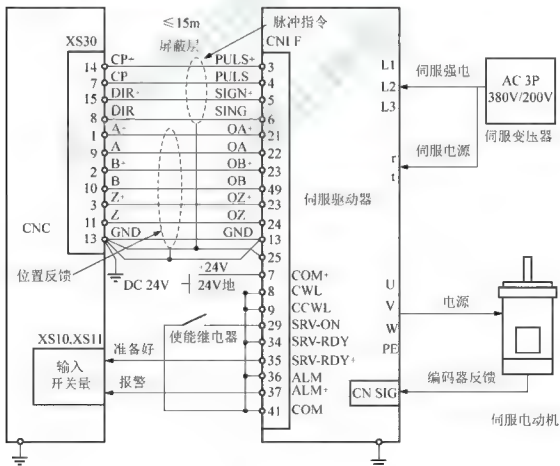 ≤15m
脉冲指令
XS30
屏蔽层
CN1 F
14 CP+ PULS+ 3
7 CP PULS 4
15 DIR+ SIGN+ 5
8 DIR SING 6
1 A+ OA+ 21
9 A OA 22
2 B+ OB+ 23
10 B OB 49
3 Z+ OZ+ 23
11 Z OZ 24
13 GND GND 13
25
CNC
位置反馈
+24V
DC 24V
24V地
7 COM+
8 CWL
9 CCWL
29 SRV-ON
34 SRV-RDY
35 SRV-RDY+
36 ALM
37 ALM+
41 COM
使能继电器
XS10,XS11
输入
开关量
准备好
报警
伺服驱动器
L1
L2
L3
伺服强电
AC 3P
380V/200V
伺服变压器
r
t
伺服电源
U
V
W
PE
电源
CN SIG
编码器反馈
伺服电动机